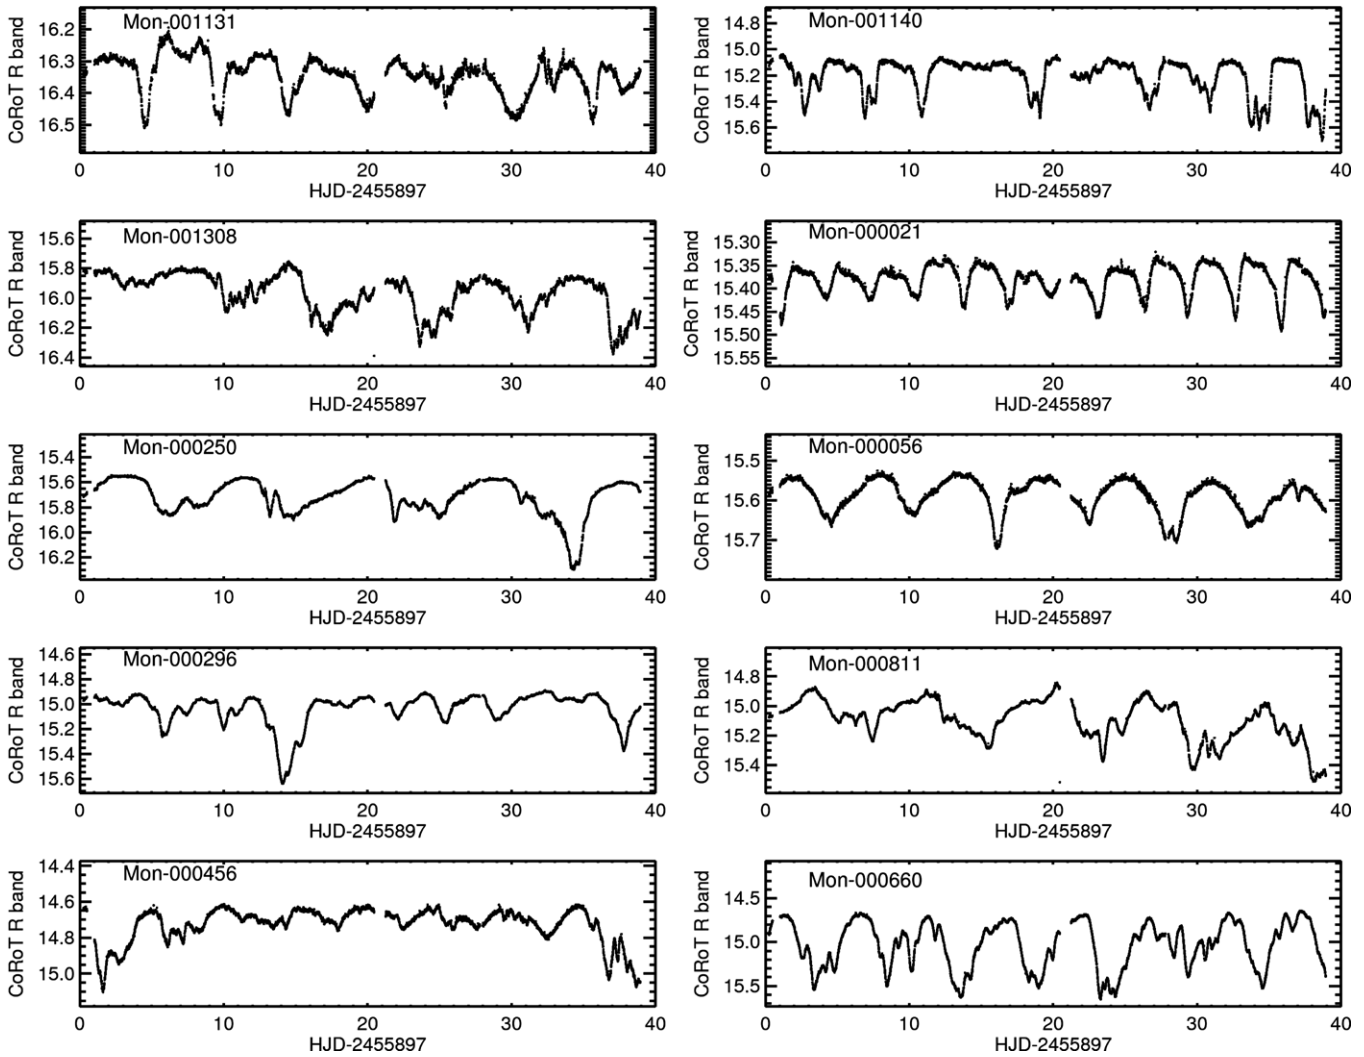 Mon-001131
CoRoT R band
16.2
16.3
16.4
16.5
0 10 20 30 40
HJD-2455897
Mon-001140
CoRoT R band
14.8
15.0
15.2
15.4
15.6
0 10 20 30 40
HJD-2455897
Mon-001308
CoRoT R band
15.6
15.8
16.0
16.2
16.4
0 10 20 30 40
HJD-2455897
Mon-000021
CoRoT R band
15.30
15.35
15.40
15.45
15.50
15.55
0 10 20 30 40
HJD-2455897
Mon-000250
CoRoT R band
15.4
15.6
15.8
16.0
16.2
0 10 20 30 40
HJD-2455897
Mon-000056
CoRoT R band
15.5
15.6
15.7
0 10 20 30 40
HJD-2455897
Mon-000296
CoRoT R band
14.6
14.8
15.0
15.2
15.4
15.6
0 10 20 30 40
HJD-2455897
Mon-000811
CoRoT R band
14.8
15.0
15.2
15.4
0 10 20 30 40
HJD-2455897
Mon-000456
CoRoT R band
14.4
14.6
14.8
15.0
0 10 20 30 40
HJD-2455897
Mon-000660
CoRoT R band
14.5
15.0
15.5
0 10 20 30 40
HJD-2455897